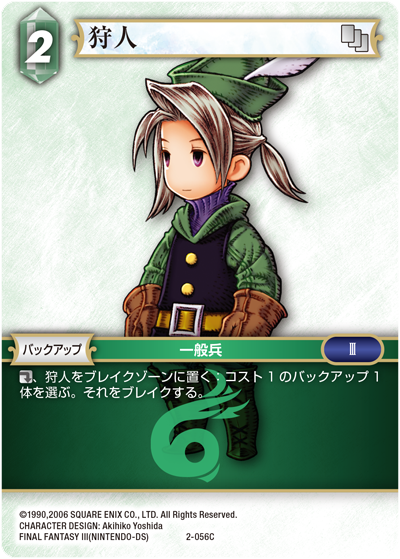 2
狩人
バックアップ
一般兵
III
、狩人をブレイクゾーンに置く：コスト1のバックアップ1
体を選ぶ。それをブレイクする。
©1990,2006 SQUARE ENIX CO., LTD. All Rights Reserved.
CHARACTER DESIGN: Akihiko Yoshida
FINAL FANTASY III(NINTENDO-DS) 2-056C